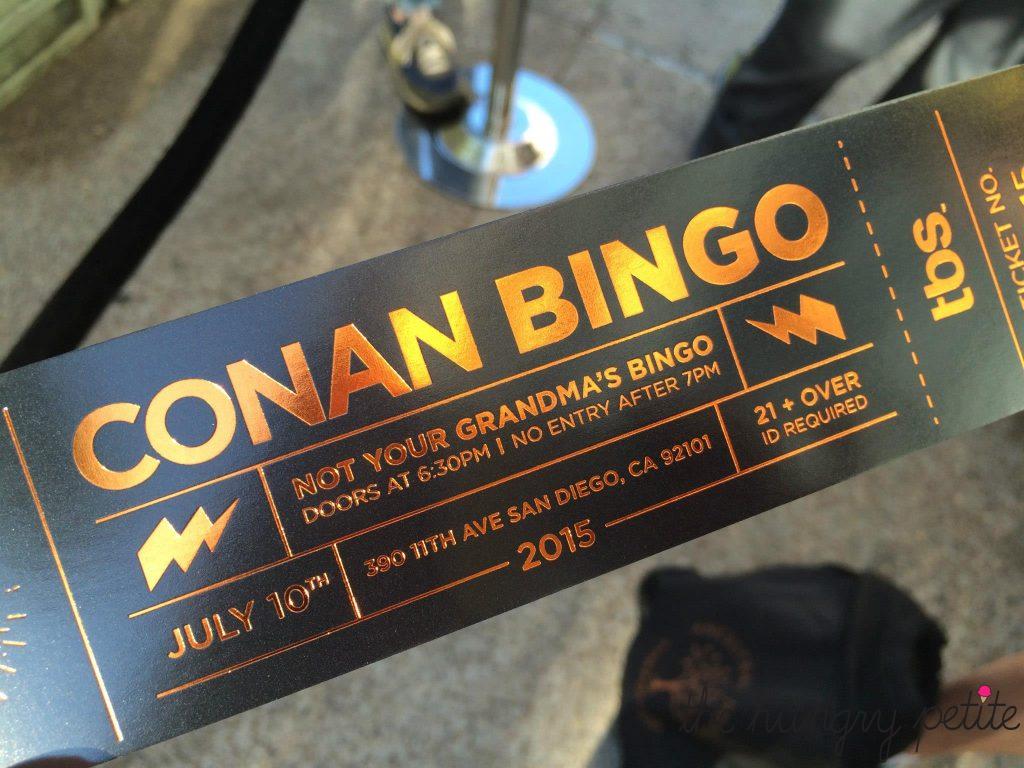 CONAN BINGO
NOT YOUR GRANDMA'S BINGO
DOORS AT 6:30PM | NO ENTRY AFTER 7PM
JULY 10TH
390 11TH AVE SAN DIEGO, CA 92101
21 + OVER
ID REQUIRED
2015
tbs.
TICKET NO.
the hungry petite